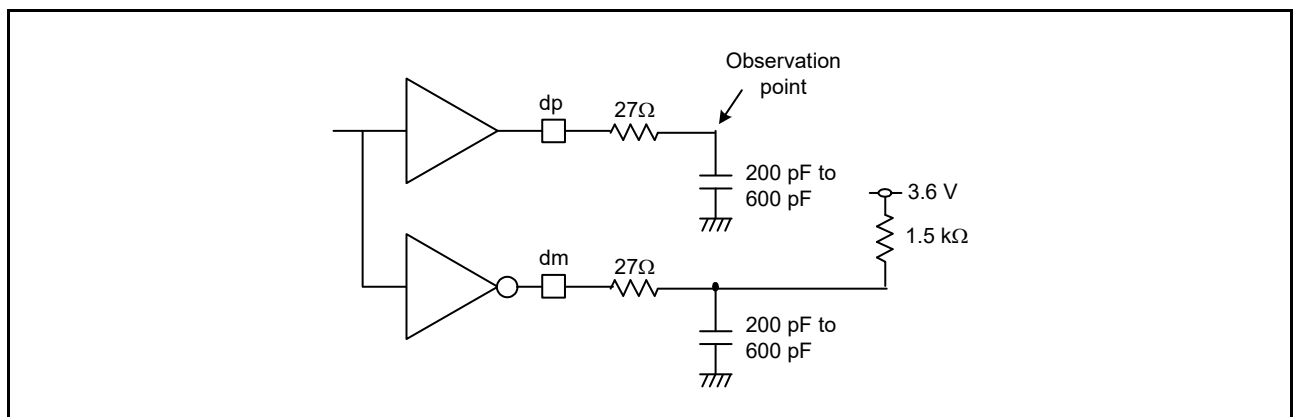 Observation
point
dp
27Ω
200 pF to
600 pF
3.6 V
1.5 kΩ
dm
27Ω
200 pF to
600 pF